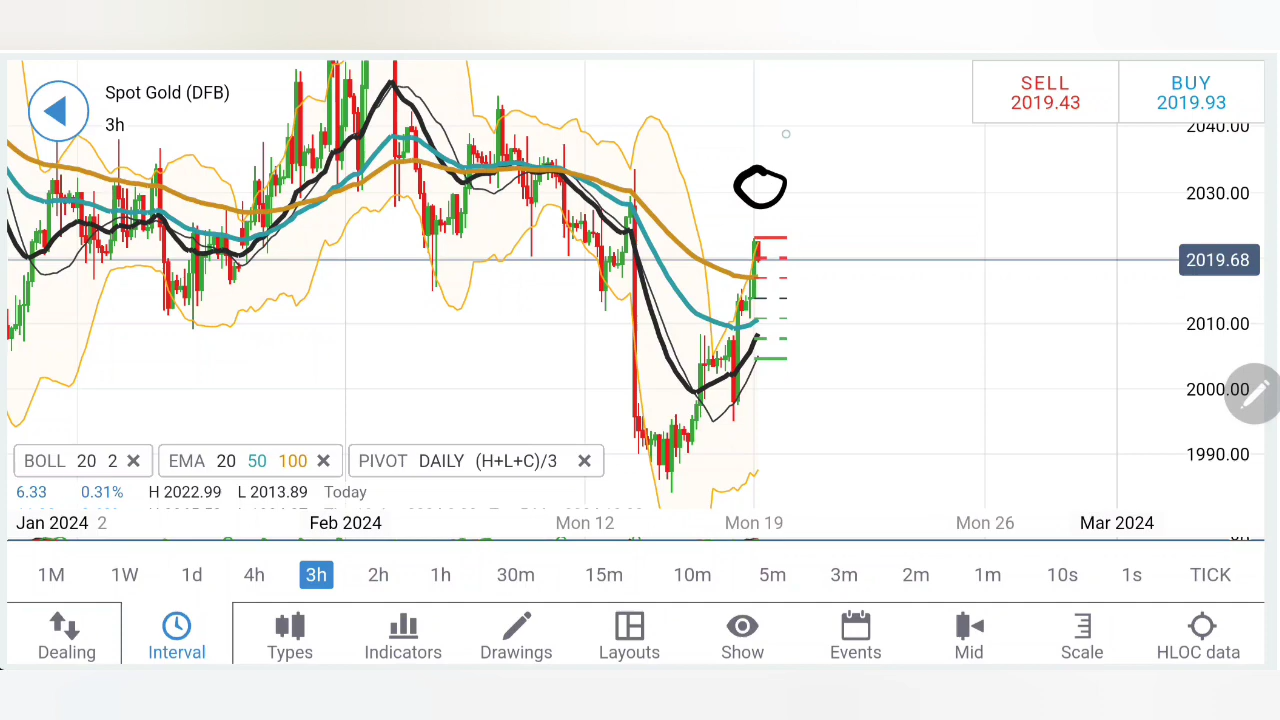 Spot Gold (DFB)
3h
SELL BUY
2019.43 2019.93
2040.00
2030.00
2019.68
2010.00
2000.00
1990.00
BOLL 20 2 EMA 20 50 100 PIVOT DAILY (H+L+C)/3
6.33 0.31% H 2022.99 L 2013.89 Today
Jan 2024 2 Feb 2024 Mon 12 Mon 19 Mon 26 Mar 2024
1M 1W 1d 4h 3h 2h 1h 30m 15m 10m 5m 3m 2m 1m 10s 1s TICK
Dealing Interval Types Indicators Drawings Layouts Show Events Mid Scale HLOC data